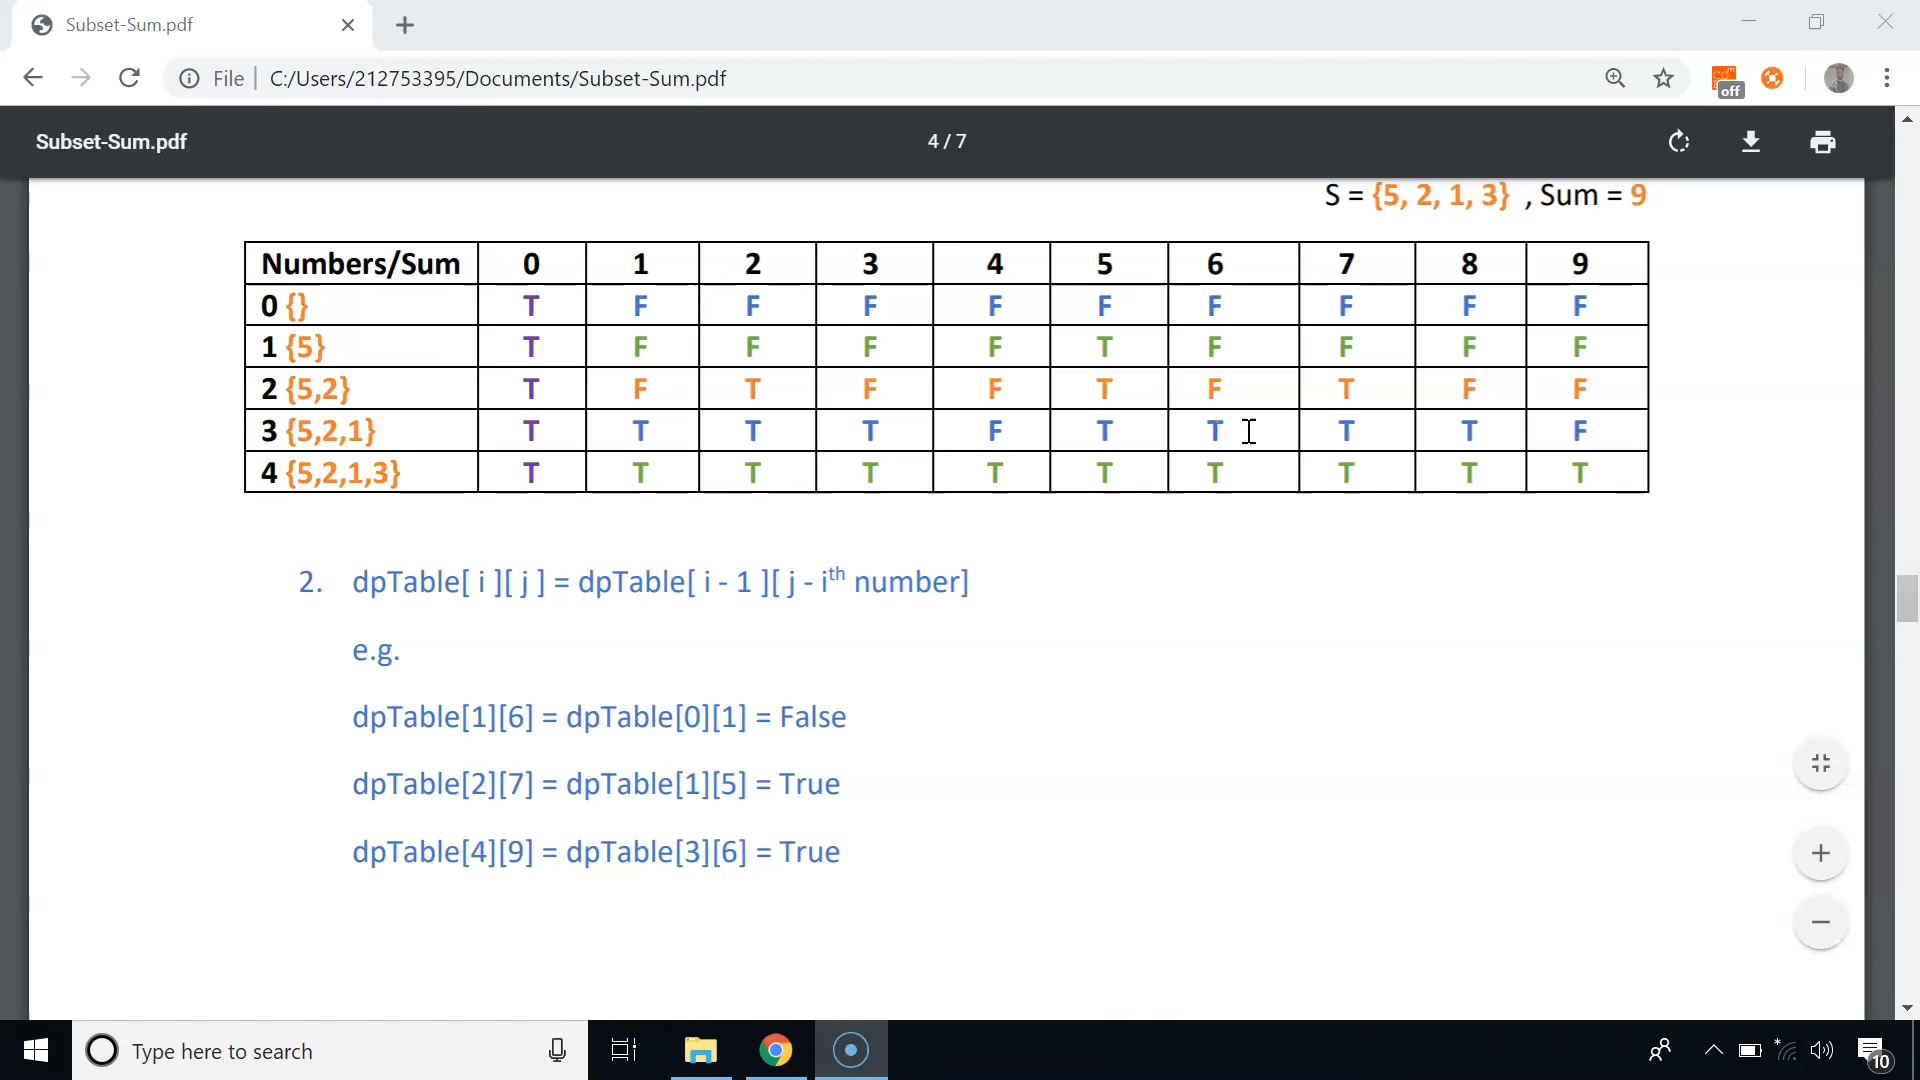 Subset-Sum.pdf
File C:/Users/212753395/Documents/Subset-Sum.pdf
off
Subset-Sum.pdf 4 / 7
S = {5, 2, 1, 3} , Sum = 9
Numbers/Sum 0 1 2 3 4 5 6 7 8 9
0 {} T F F F F F F F F F
1 {5} T F F F F T F F F F
2 {5,2} T F T F F T F T F F
3 {5,2,1} T T T T F T T T T F
4 {5,2,1,3} T T T T T T T T T T
2. dpTable[ i ][ j ] = dpTable[ i - 1 ][ j - ith number]
e.g.
dpTable[1][6] = dpTable[0][1] = False
dpTable[2][7] = dpTable[1][5] = True
dpTable[4][9] = dpTable[3][6] = True
Type here to search
10